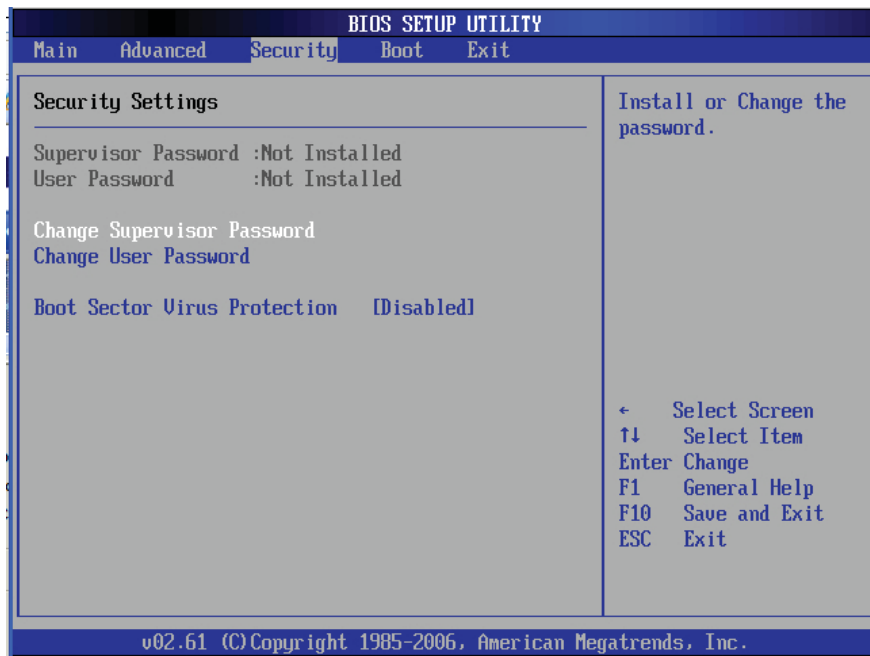 BIOS SETUP UTILITY
Main Advanced Security Boot Exit
Security Settings
Supervisor Password :Not Installed
User Password :Not Installed
Change Supervisor Password
Change User Password
Boot Sector Virus Protection [Disabled]
Install or Change the
password.
← Select Screen
↑↓ Select Item
Enter Change
F1 General Help
F10 Save and Exit
ESC Exit
v02.61 (C)Copyright 1985-2006, American Megatrends, Inc.